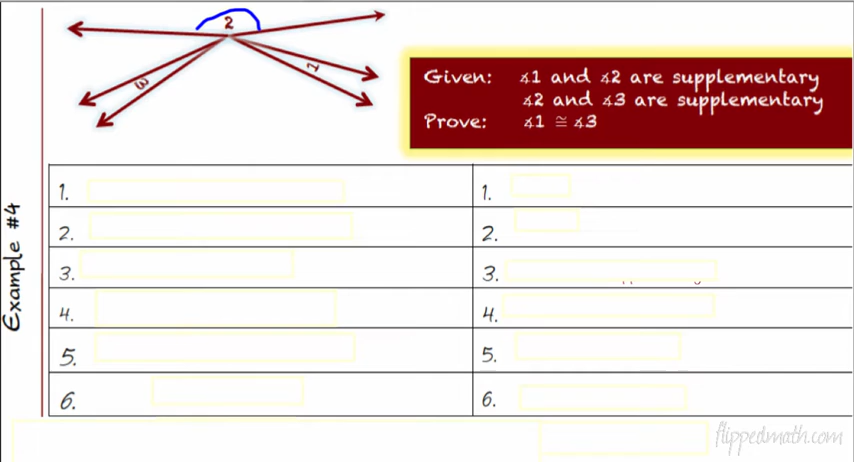 2
3
1
Given: ∡1 and ∡2 are supplementary
∡2 and ∡3 are supplementary
Prove: ∡1 ≅ ∡3
Example #4
1. 1.
2. 2.
3. 3.
4. 4.
5. 5.
6. 6.
flippedmath.com